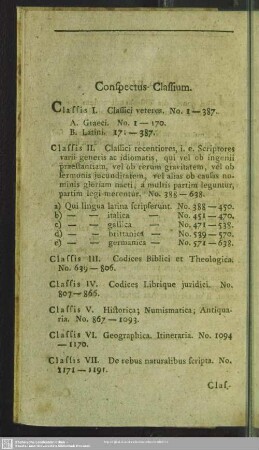 Conspectus Classium.
Classis I. Classici veteres. No. 1 — 387.
A. Graeci. No. 1 — 170.
B. Latini. 171 — 387.
Classis II. Classici recentiores, i. e. Scriptores
varii generis ac idiomatis, qui vel ob ingenii
praestantiam, vel ob rerum gravitatem, vel ob
sermonis jucunditatem, vel alias ob causas no-
minis gloriam nacti, a multis partim leguntur,
partim legi merentur. No. 388 — 638.
a) Qui lingua latina scripserunt. No. 388 — 450.
b) — — italica — No. 451 — 470.
c) — — gallica — No. 471 — 538.
d) — — britannica — No. 539 — 570.
e) — — germanica — No. 571 — 638.
Classis III. Codices Biblici et Theologica.
No. 639 — 806.
Classis IV. Codices Librique juridici. No.
807 — 866.
Classis V. Historica; Numismatica; Antiqua-
ria. No. 867 — 1093.
Classis VI. Geographica. Itineraria. No. 1094
— 1170.
Classis VII. De rebus naturalibus scripta. No.
1171 — 1191.
Clas-